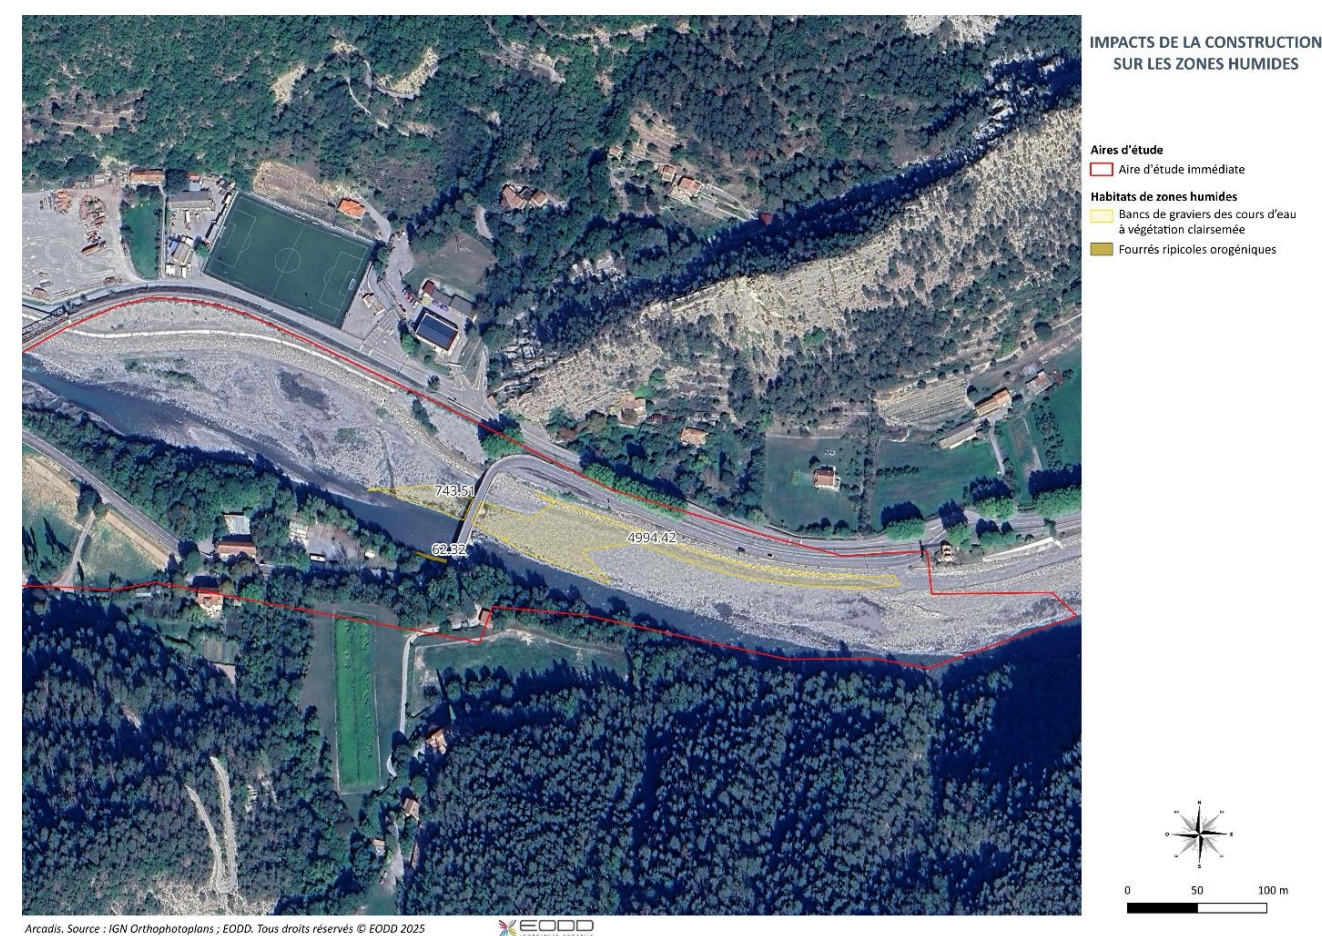 IMPACTS DE LA CONSTRUCTION
SUR LES ZONES HUMIDES
Aires d'étude
Aire d'étude immédiate
Habitats de zones humides
Bancs de graviers des cours d'eau
à végétation clairsemée
Fourrés ripicoles orogéniques
743.51
4994.42
62.32
N
O
E
S
0 50 100 m
Arcadis. Source : IGN Orthophotoplans ; EODD. Tous droits réservés © EODD 2025
EODD